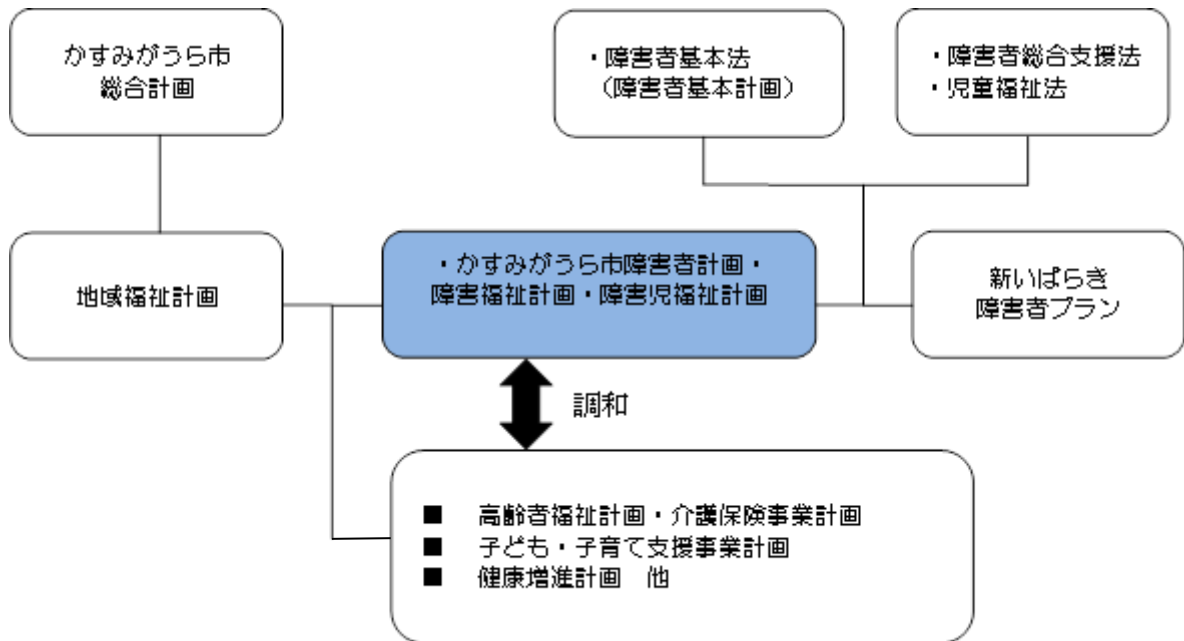 かすみがうら市
総合計画
・障害者基本法
（障害者基本計画）
・障害者総合支援法
・児童福祉法
地域福祉計画
・かすみがうら市障害者計画・
障害福祉計画・障害児福祉計画
新いばらき
障害者プラン
調和
■ 高齢者福祉計画・介護保険事業計画
■ 子ども・子育て支援事業計画
■ 健康増進計画　他